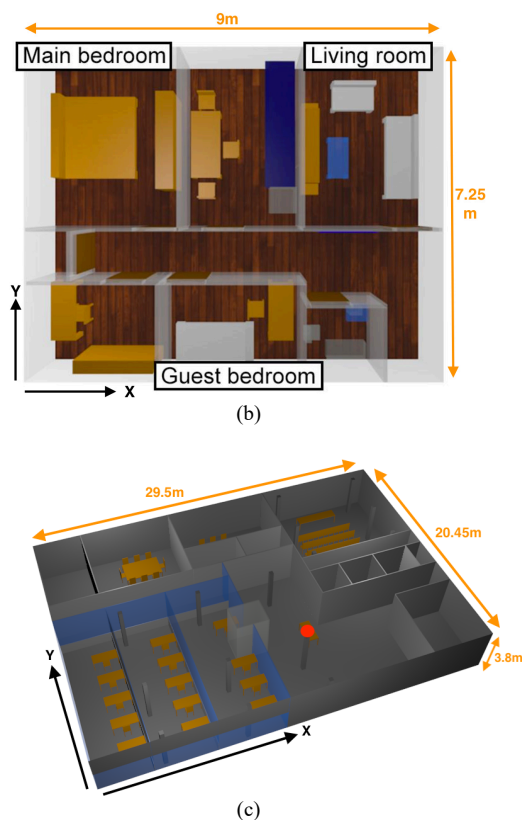 9m
Main bedroom
Living room
7.25
m
Y
X
Guest bedroom
(b)
29.5m
20.45m
3.8m
Y
X
(c)